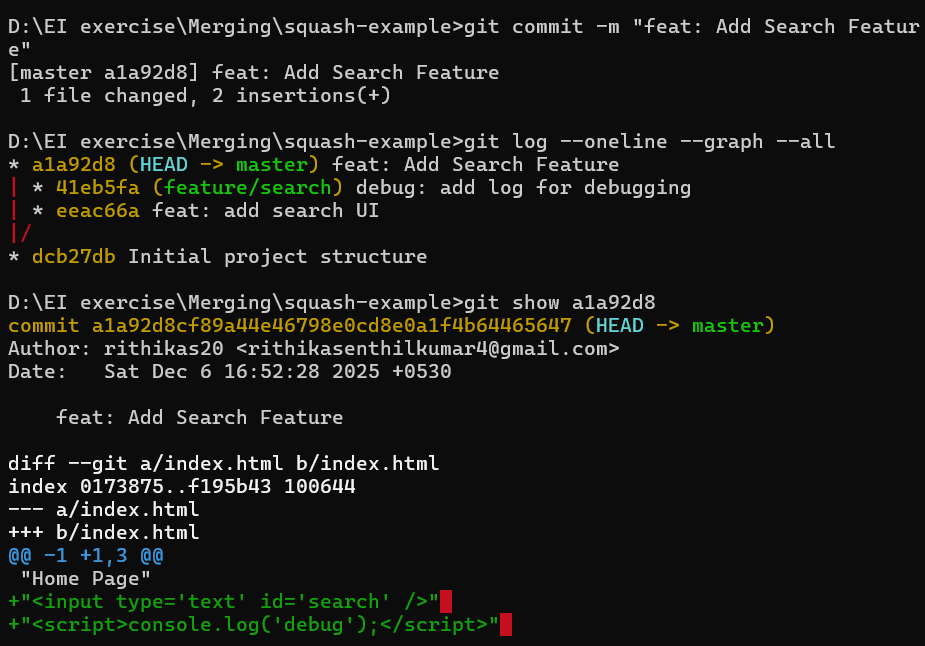 D:\EI exercise\Merging\squash-example>git commit -m "feat: Add Search Featur
e"
[master a1a92d8] feat: Add Search Feature
 1 file changed, 2 insertions(+)

D:\EI exercise\Merging\squash-example>git log --oneline --graph --all
* a1a92d8 (HEAD -> master) feat: Add Search Feature
| * 41eb5fa (feature/search) debug: add log for debugging
| * eeac66a feat: add search UI
|/
* dcb27db Initial project structure

D:\EI exercise\Merging\squash-example>git show a1a92d8
commit a1a92d8cf89a44e46798e0cd8e0a1f4b64465647 (HEAD -> master)
Author: rithikas20 <rithikasenthilkumar4@gmail.com>
Date:   Sat Dec 6 16:52:28 2025 +0530

    feat: Add Search Feature

diff --git a/index.html b/index.html
index 0173875..f195b43 100644
--- a/index.html
+++ b/index.html
@@ -1 +1,3 @@
 "Home Page"
+"<input type='text' id='search' />"
+"<script>console.log('debug');</script>"